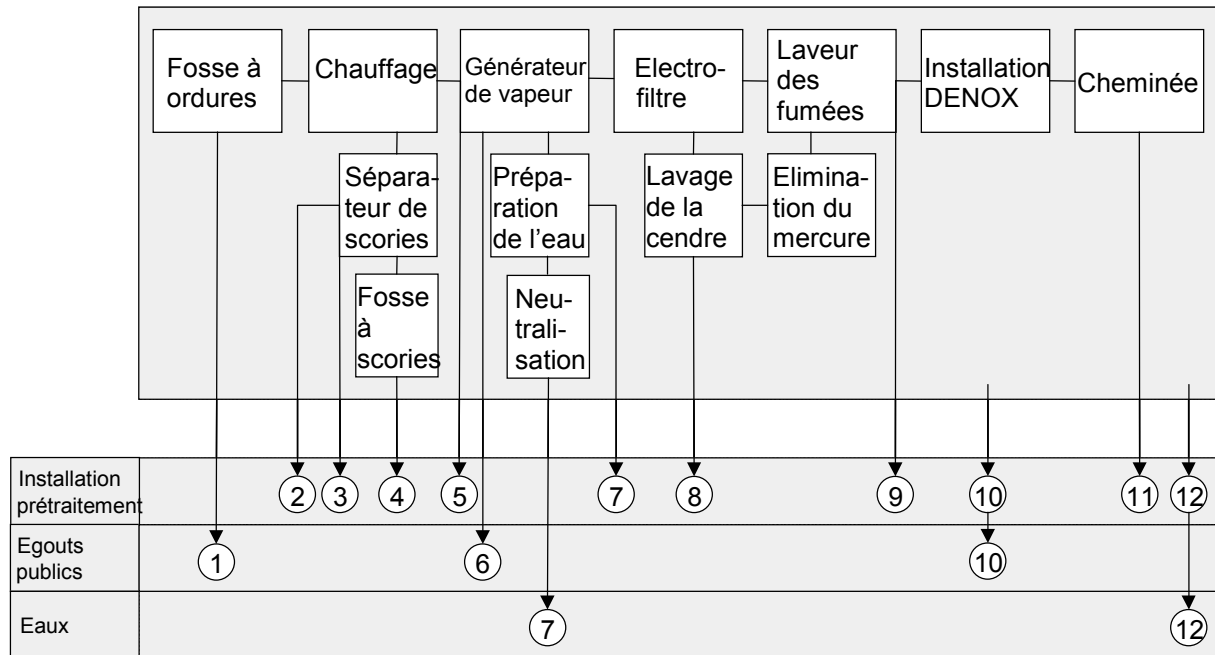 Fosse à
ordures
Chauffage
Générateur
de vapeur
Electro-
filtre
Laveur
des
fumées
Installation
DENOX
Cheminée
Sépara-
teur de
scories
Prépa-
ration
de l'eau
Lavage
de la
cendre
Elimina-
tion du
mercure
Fosse
à
scories
Neu-
trali-
sation
Installation
prétraitement
2
3
4
5
7
8
9
10
11
12
Egouts
publics
1
6
10
Eaux
7
12